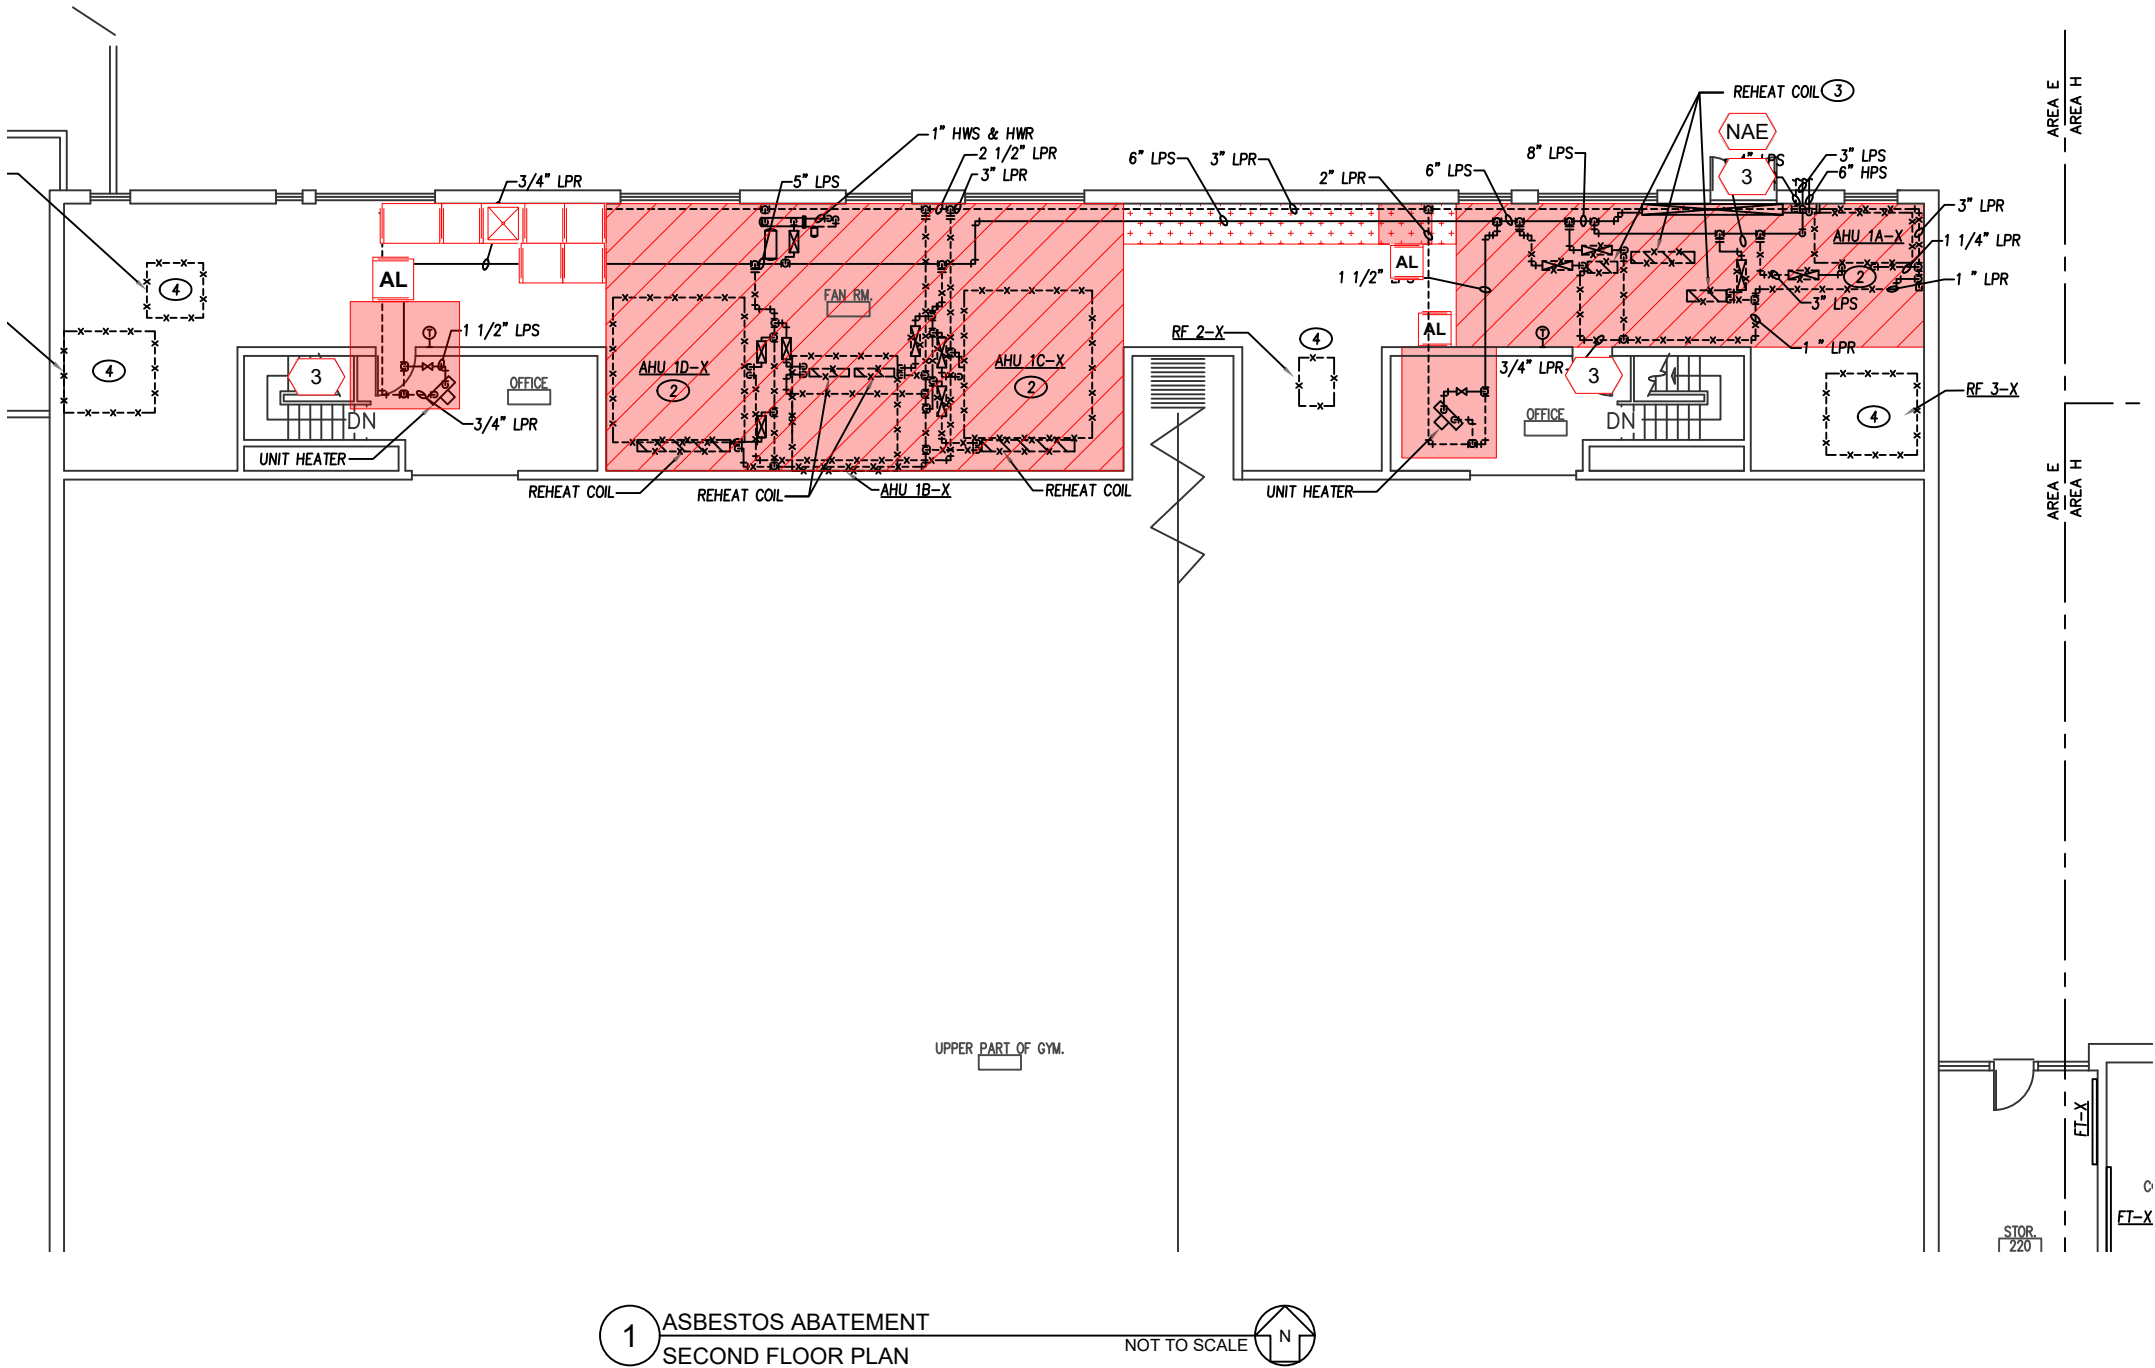 REHEAT COIL 3
NAE
AREA E
AREA H
1" HWS & HWR
2 1/2" LPR
3" LPR
6" LPS
3" LPR
2" LPR
6" LPS
8" LPS
3" LPS
6" HPS
3
3/4" LPR
5" LPS
3" LPR
1 1/4" LPR
1 " LPR
AHU 1A-X
2
3" LPS
AL
AL
1 1/2" LPS
4
FAN RM.
1 1/2" LPS
AL
1 " LPR
T
T
RF 2-X
4
4
3
OFFICE
AHU 1D-X
2
AHU 1C-X
2
3/4" LPR
3
RF 3-X
4
OFFICE
DN
DN
3/4" LPR
UNIT HEATER
REHEAT COIL
REHEAT COIL
AHU 1B-X
REHEAT COIL
UNIT HEATER
AREA E
AREA H
UPPER PART OF GYM.
FT-X
FT-X
STOR.
220
1
ASBESTOS ABATEMENT
SECOND FLOOR PLAN
NOT TO SCALE
N